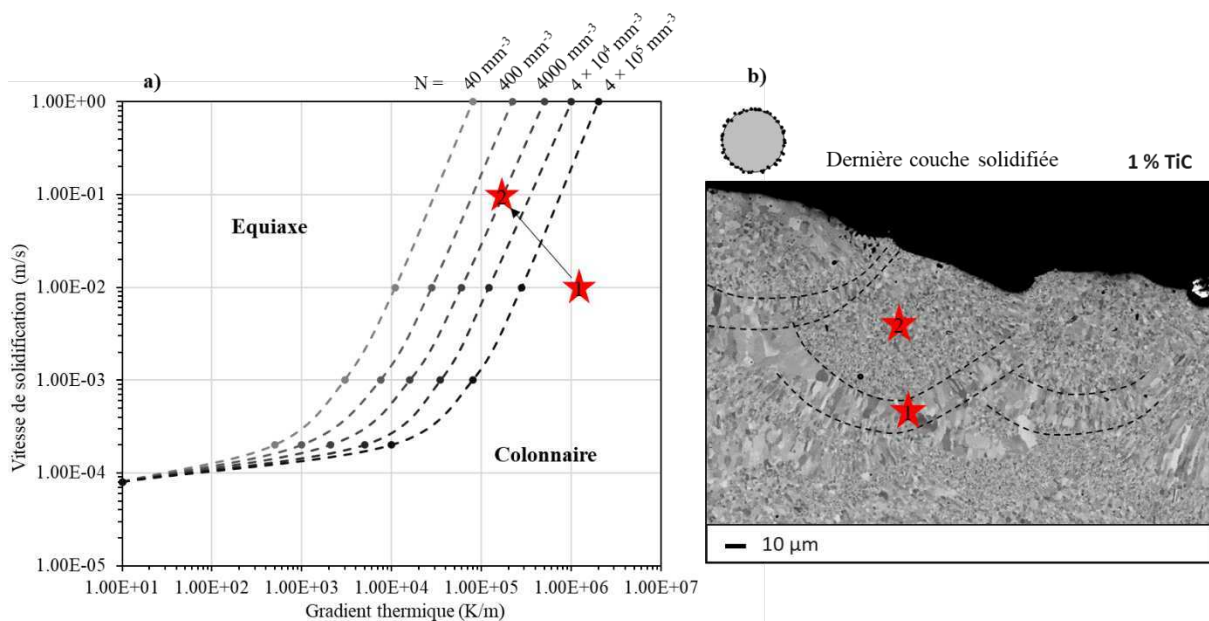 a)
N = 40 mm-3 400 mm-3 4000 mm-3 4 × 10⁴ mm-3 4 × 10⁵ mm-3
1.00E+00
1.00E-01
1.00E-02
1.00E-03
1.00E-04
1.00E-05
Vitesse de solidification (m/s)
Equiaxe
2
1
Colonnaire
1.00E+01 1.00E+02 1.00E+03 1.00E+04 1.00E+05 1.00E+06 1.00E+07
Gradient thermique (K/m)
b)
Dernière couche solidifiée 1 % TiC
2
1
10 µm